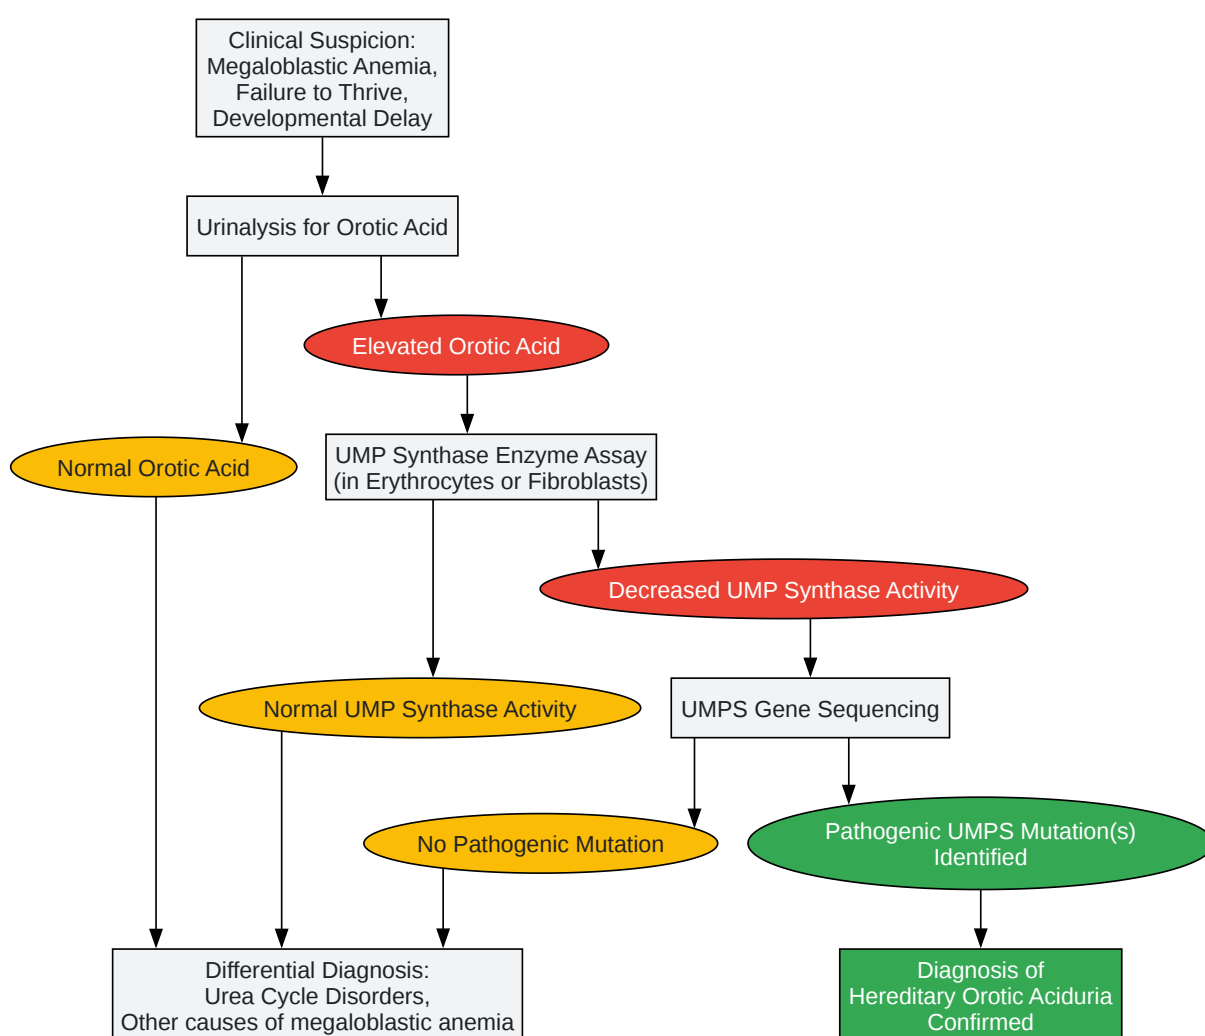 Clinical Suspicion:
Megaloblastic Anemia,
Failure to Thrive,
Developmental Delay
Urinalysis for Orotic Acid
Elevated Orotic Acid
Normal Orotic Acid
UMP Synthase Enzyme Assay
(in Erythrocytes or Fibroblasts)
Decreased UMP Synthase Activity
Normal UMP Synthase Activity
UMPS Gene Sequencing
No Pathogenic Mutation
Pathogenic UMPS Mutation(s)
Identified
Differential Diagnosis:
Urea Cycle Disorders,
Other causes of megaloblastic anemia
Diagnosis of
Hereditary Orotic Aciduria
Confirmed